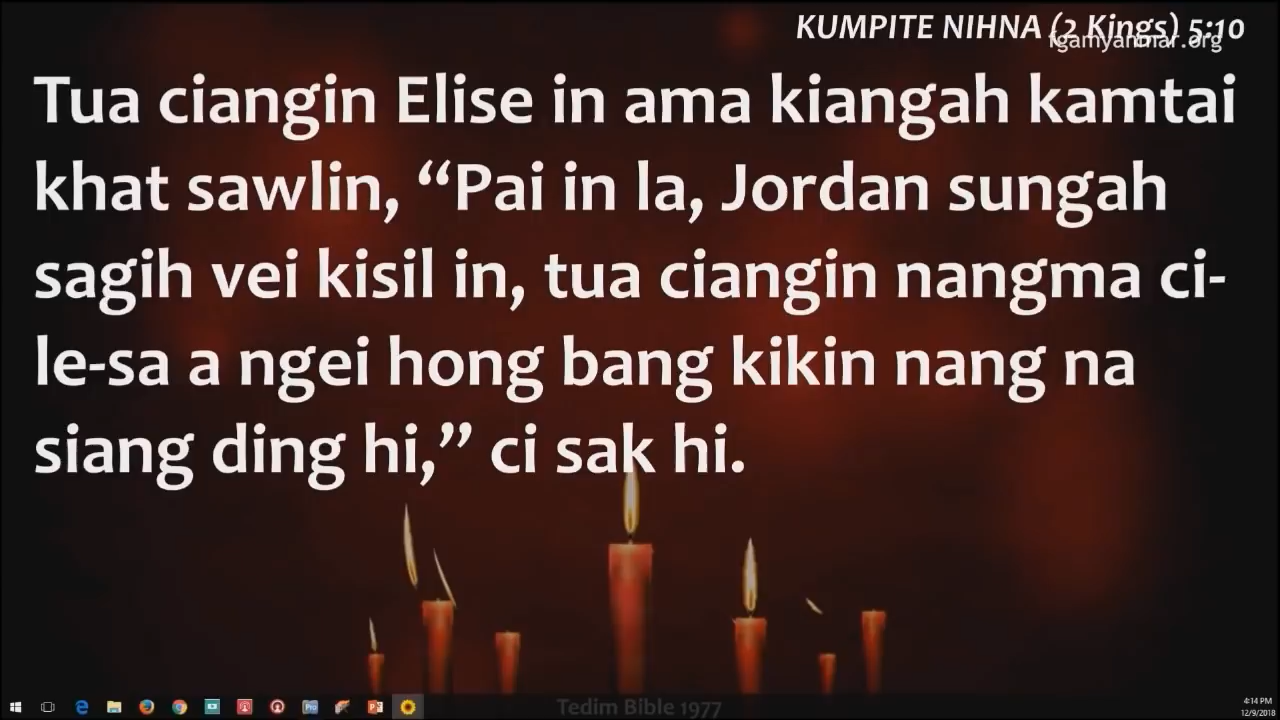 KUMPITE NIHNA (2 Kings) 5:10
fgamyanmar.org
Tua ciangin Elise in ama kiangah kamtai
khat sawlin, “Pai in la, Jordan sungah
sagih vei kisil in, tua ciangin nangma ci-
le-sa a ngei hong bang kikin nang na
siang ding hi,” ci sak hi.
Tedim Bible 1977
4:14 PM
12/9/2018